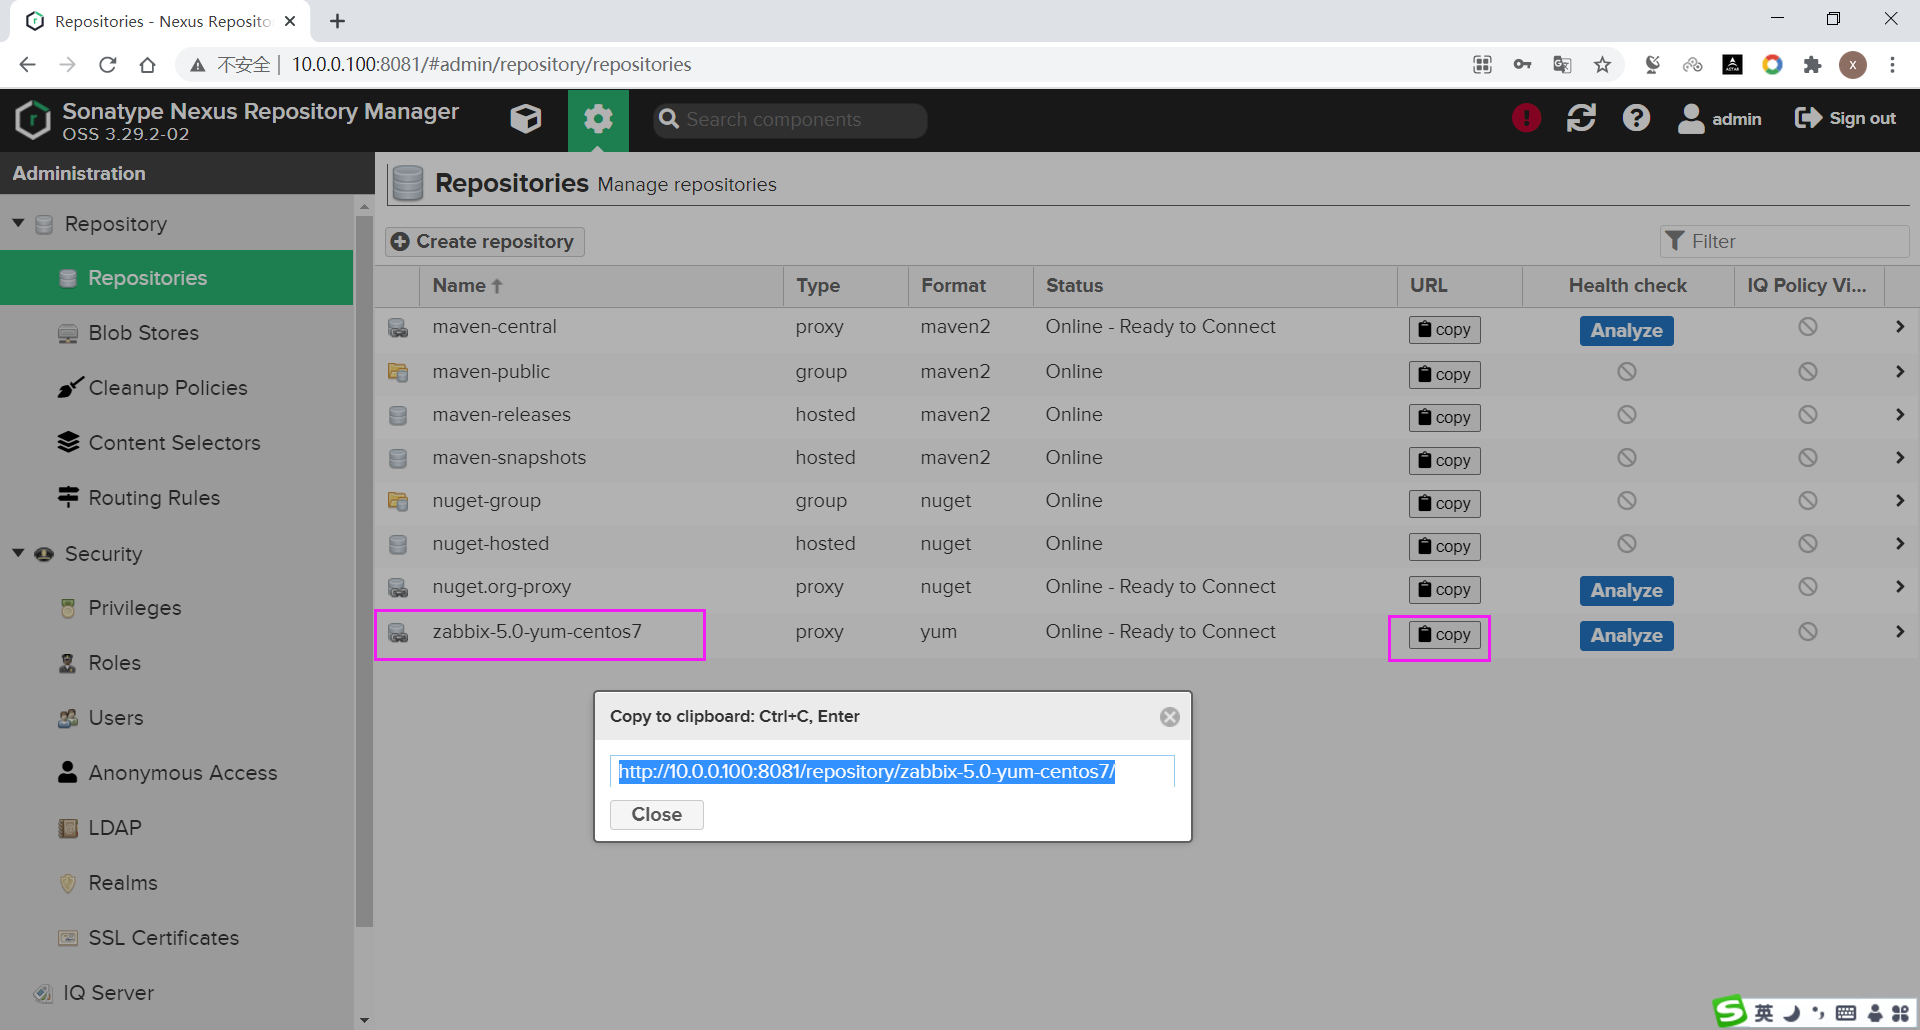 Repositories - Nexus Reposito
不安全 | 10.0.0.100:8081/#admin/repository/repositories
x
Sonatype Nexus Repository Manager
OSS 3.29.2-02
Search components
admin
Sign out
Administration
Repositories Manage repositories
Repository
Create repository
Filter
Repositories
Name Type Format Status URL Health check IQ Policy Vi...
maven-central proxy maven2 Online - Ready to Connect copy Analyze
Blob Stores
maven-public group maven2 Online copy
Cleanup Policies
maven-releases hosted maven2 Online copy
Content Selectors
maven-snapshots hosted maven2 Online copy
Routing Rules
nuget-group group nuget Online copy
Security
nuget-hosted hosted nuget Online copy
nuget.org-proxy proxy nuget Online - Ready to Connect copy Analyze
Privileges
zabbix-5.0-yum-centos7 proxy yum Online - Ready to Connect copy Analyze
Roles
Users
Copy to clipboard: Ctrl+C, Enter
Anonymous Access
http://10.0.0.100:8081/repository/zabbix-5.0-yum-centos7/
Close
LDAP
Realms
SSL Certificates
IQ Server
英